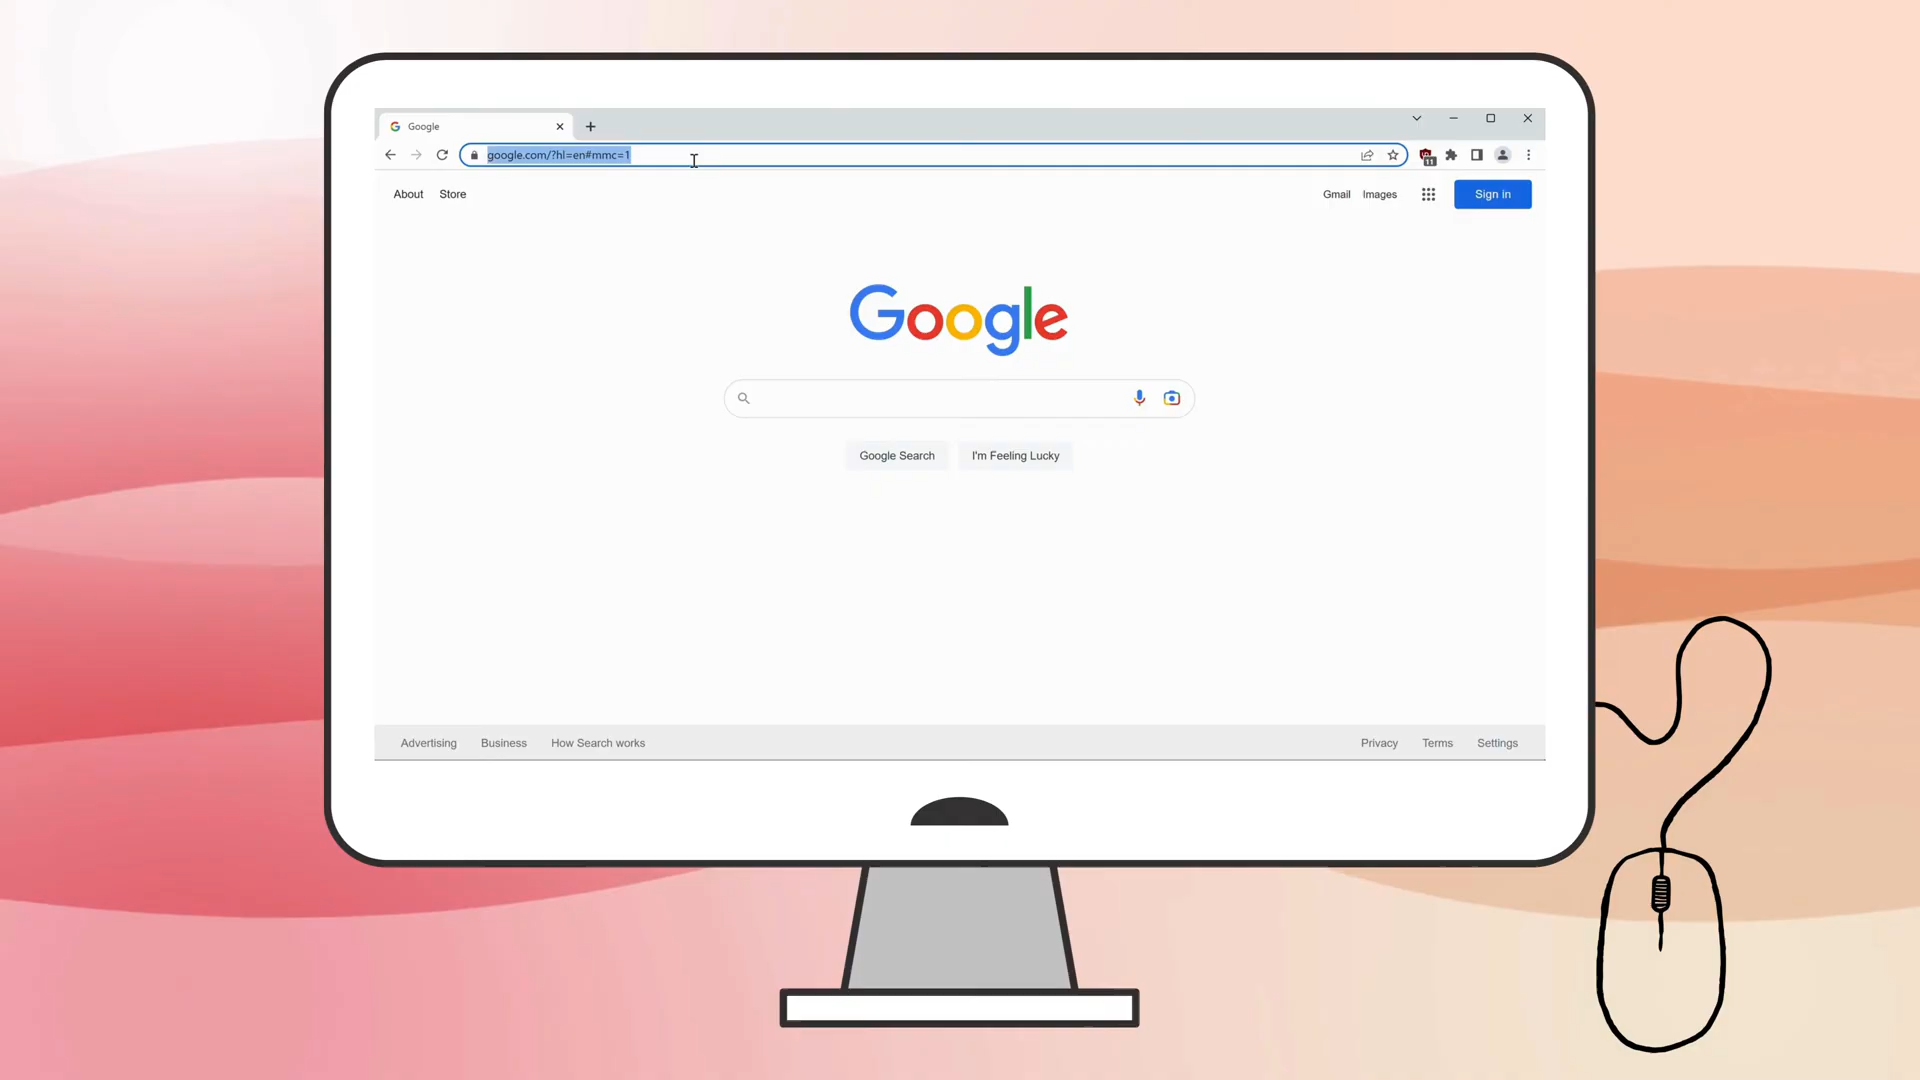 Google
google.com/?hl=en#mmc=1
11
About Store
Gmail Images Sign in
Google
Google Search I'm Feeling Lucky
Advertising Business How Search works
Privacy Terms Settings